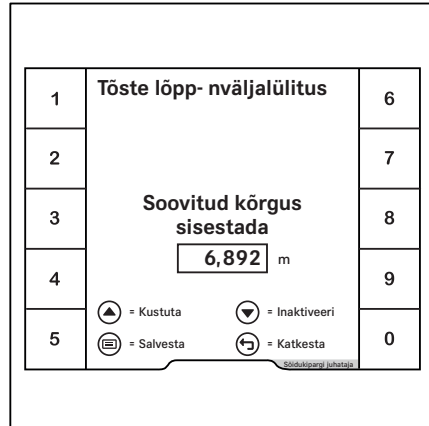 Tõste lõpp- nväljalülitus
1
2
3
4
5
6
7
8
9
0
Soovitud kõrgus
sisestada
6,892 m
= Kustuta
= Inaktiveeri
= Salvesta
= Katkesta
Sõidukipargi juhataja